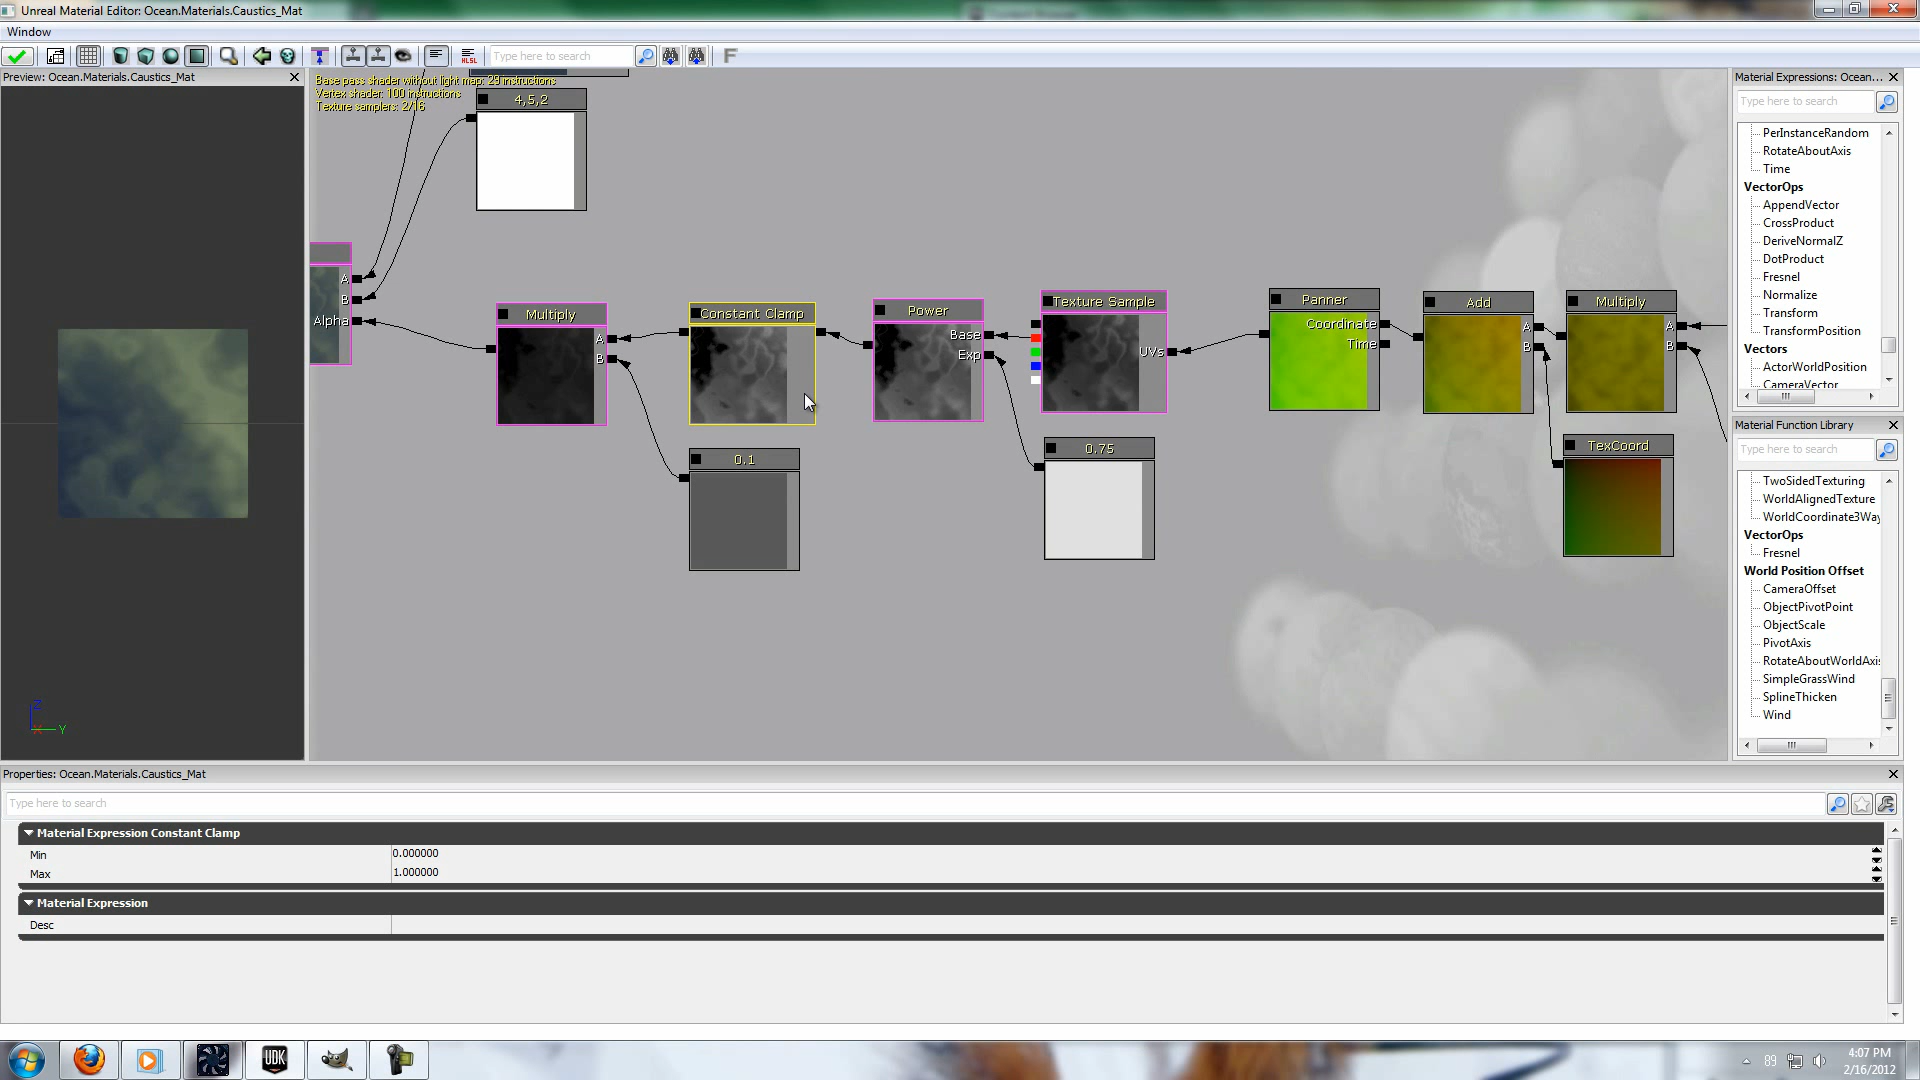 Unreal Material Editor: Ocean.Materials.Caustics_Mat
Window
HLSL
Type here to search
F
Preview: Ocean.Materials.Caustics_Mat
Base pass shader without light map: 29 instructions
Vertex shader: 100 instructions
Texture samplers: 2/16
4,5,2
A
B
Alpha
Multiply
A
B
Constant Clamp
0.1
Power
Base
Exp
Texture Sample
UVs
0.75
Panner
Coordinate
Time
Add
A
B
Multiply
A
B
TexCoord
Z
X
Y
Material Expressions: Ocean...
Type here to search
PerInstanceRandom
RotateAboutAxis
Time
VectorOps
AppendVector
CrossProduct
DeriveNormalZ
DotProduct
Fresnel
Normalize
Transform
TransformPosition
Vectors
ActorWorldPosition
CameraVector
Material Function Library
Type here to search
TwoSidedTexturing
WorldAlignedTexture
WorldCoordinate3Way
VectorOps
Fresnel
World Position Offset
CameraOffset
ObjectPivotPoint
ObjectScale
PivotAxis
RotateAboutWorldAxis
SimpleGrassWind
SplineThicken
Wind
Properties: Ocean.Materials.Caustics_Mat
Type here to search
Material Expression Constant Clamp
Min 0.000000
Max 1.000000
Material Expression
Desc
UDK
89
4:07 PM
2/16/2012